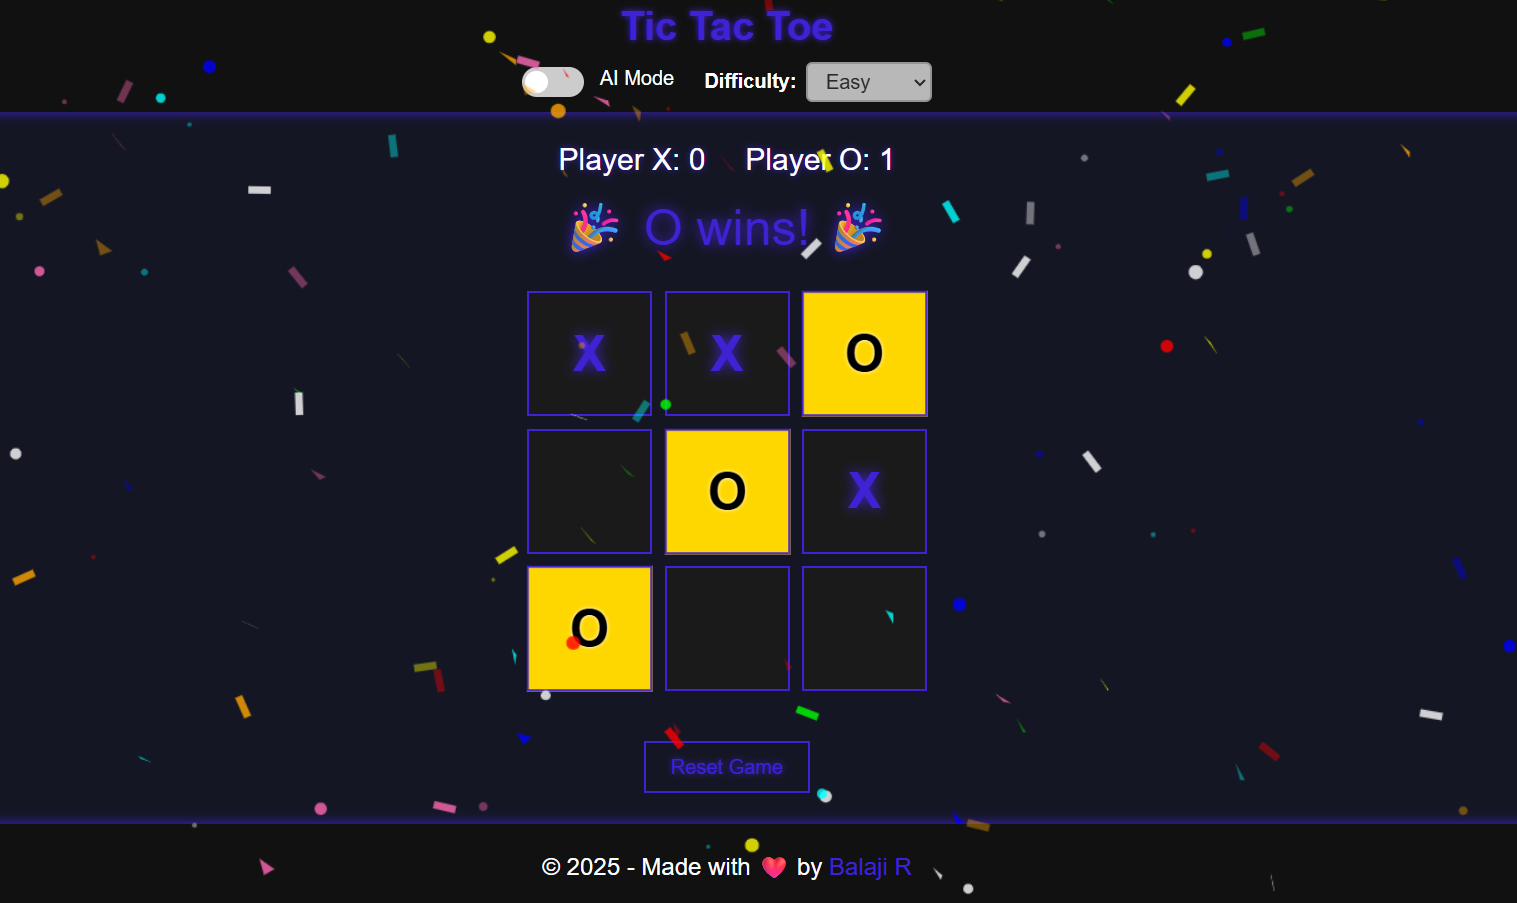 Tic Tac Toe
AI Mode Difficulty: Easy
Player X: 0 Player O: 1
🎉 O wins! 🎉
X X O
O X
O
Reset Game
© 2025 - Made with ❤️ by Balaji R